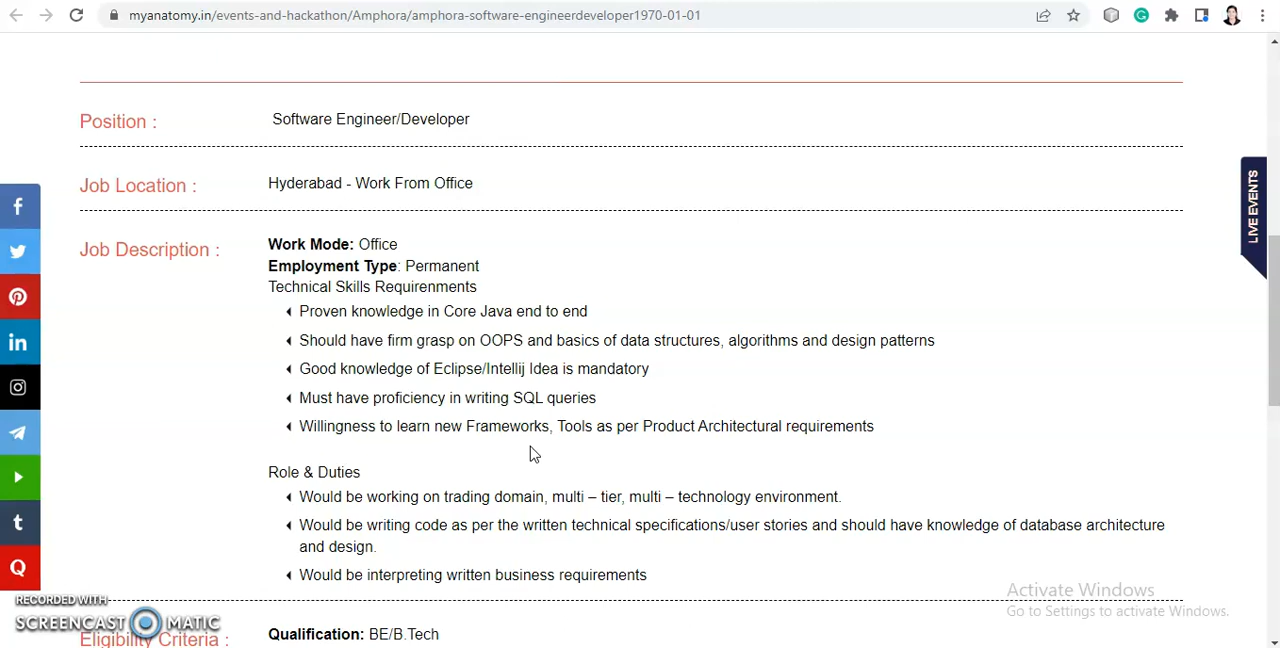 myanatomy.in/events-and-hackathon/Amphora/amphora-software-engineerdeveloper1970-01-01
Position :
Software Engineer/Developer
Job Location :
Hyderabad - Work From Office
LIVE EVENTS
Job Description :
Work Mode: Office
Employment Type: Permanent
Technical Skills Requirenments
Proven knowledge in Core Java end to end
Should have firm grasp on OOPS and basics of data structures, algorithms and design patterns
Good knowledge of Eclipse/Intellij Idea is mandatory
Must have proficiency in writing SQL queries
Willingness to learn new Frameworks, Tools as per Product Architectural requirements
Role & Duties
Would be working on trading domain, multi – tier, multi – technology environment.
Would be writing code as per the written technical specifications/user stories and should have knowledge of database architecture
and design.
Would be interpreting written business requirements
Activate Windows
Go to Settings to activate Windows.
RECORDED WITH
SCREENCAST MATIC
Eligibility Criteria :
Qualification: BE/B.Tech